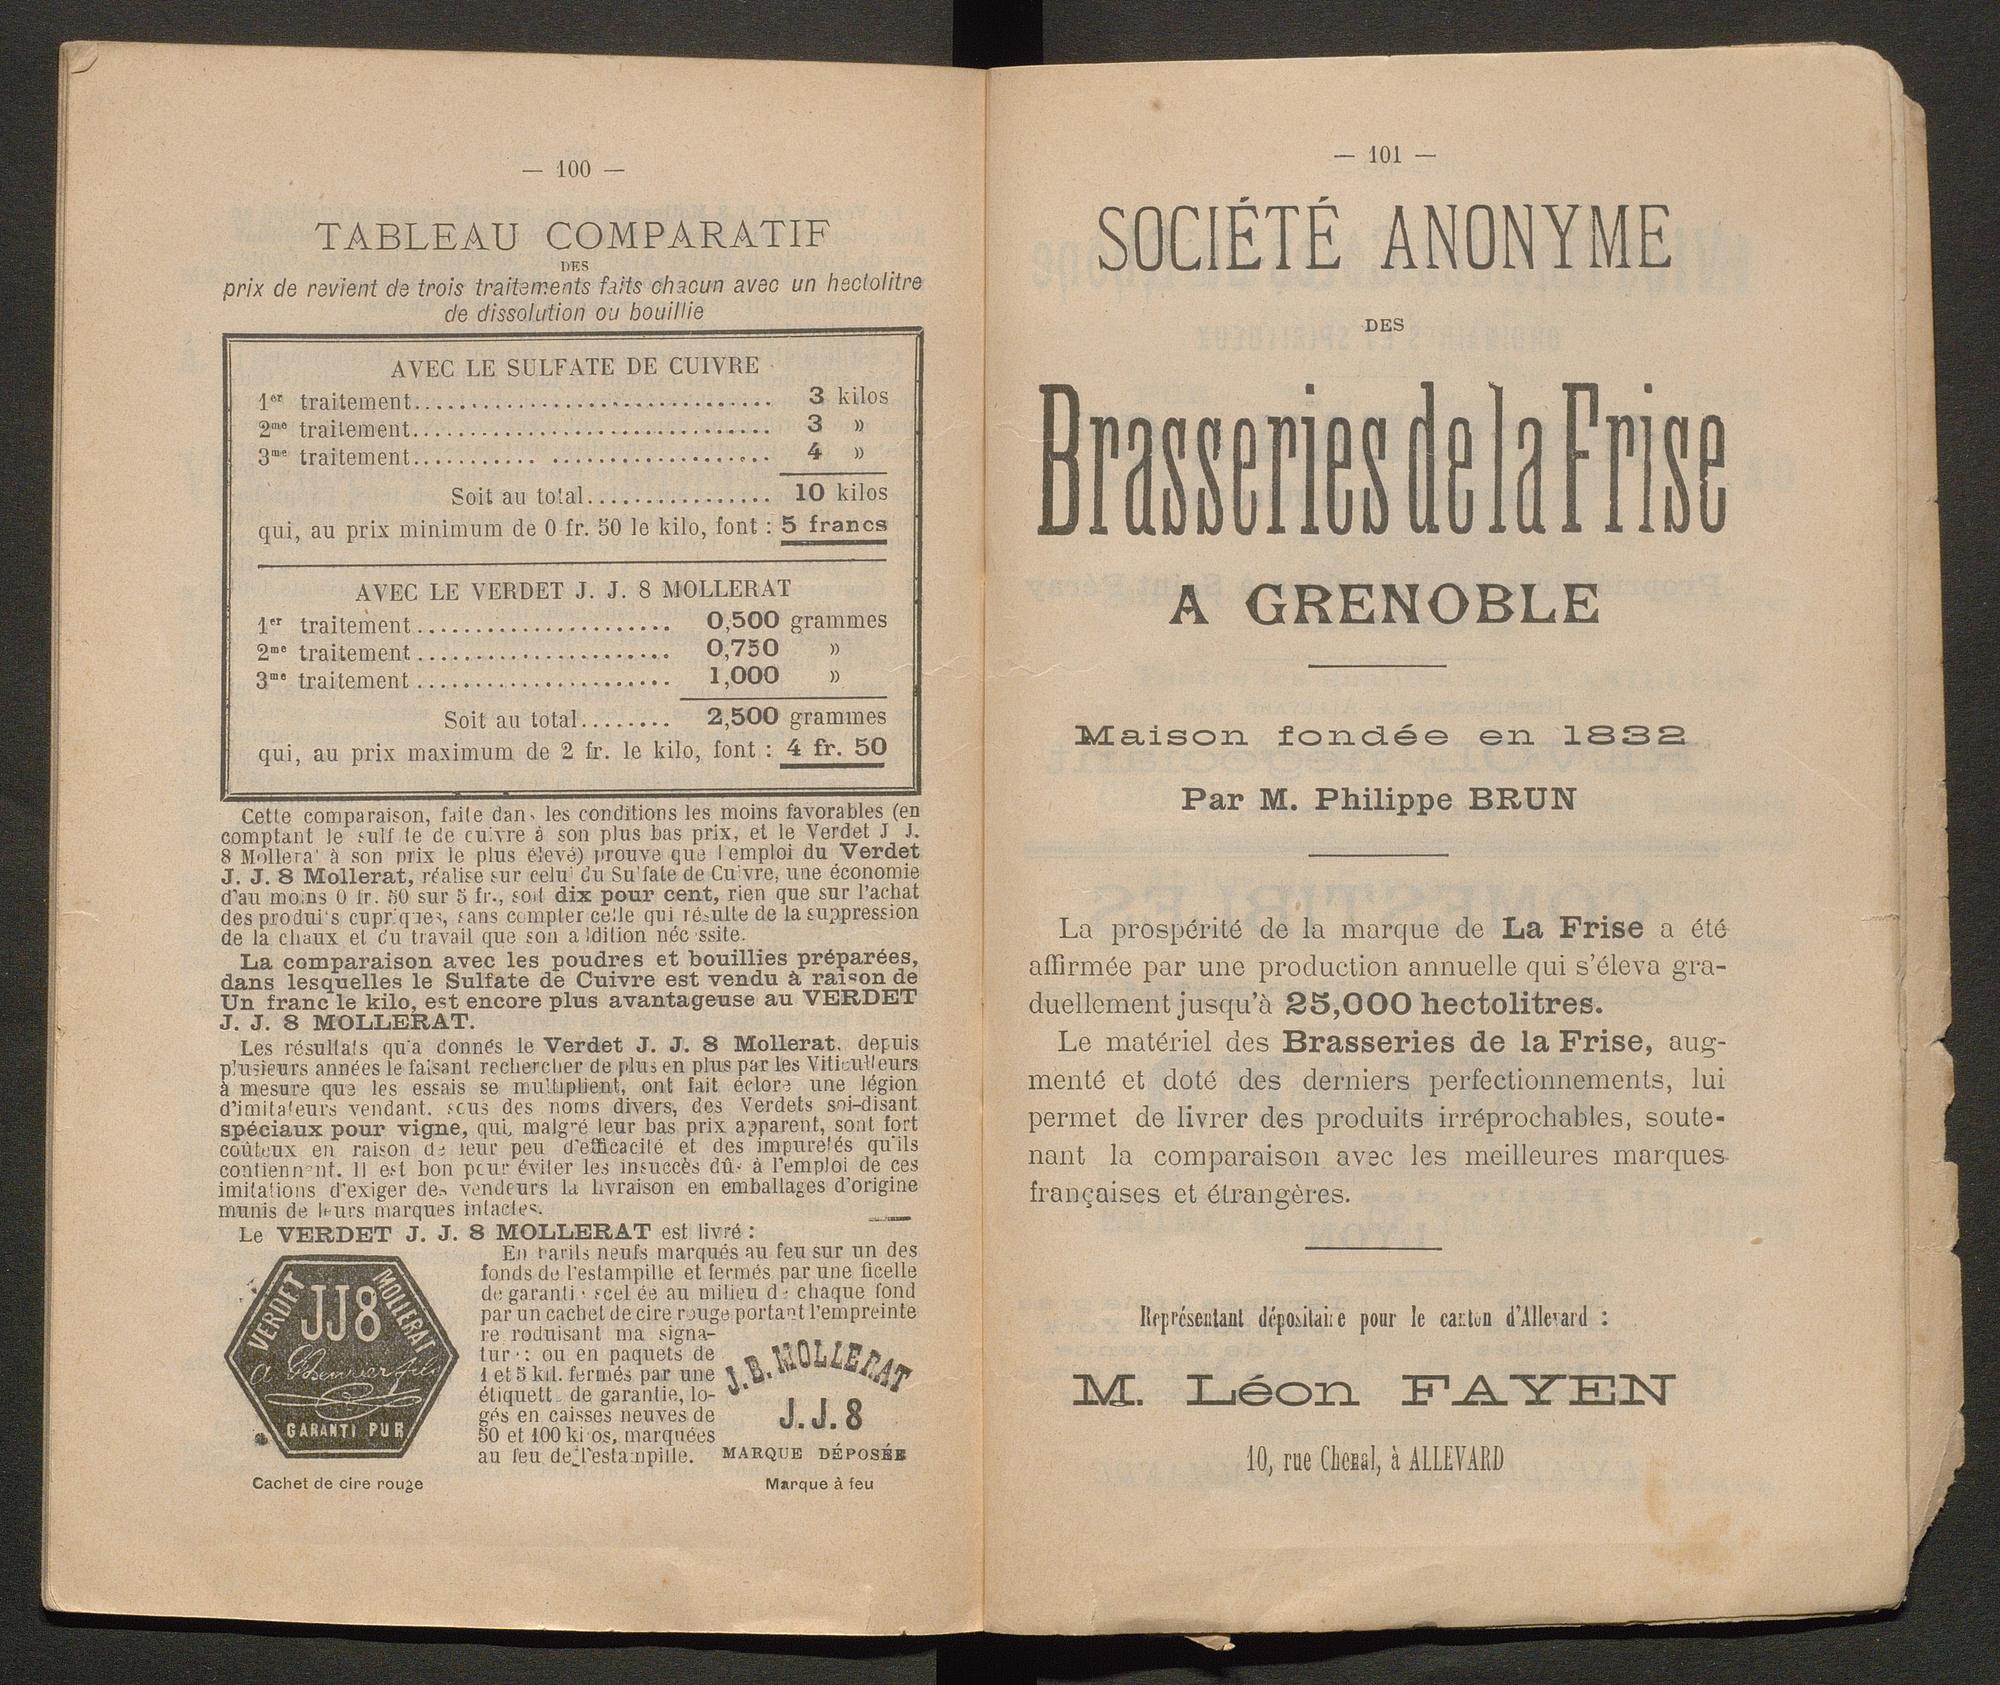 — 100 —
TABLEAU COMPARATIF
DES
prix de revient de trois traitements faits chacun avec un hectolitre
de dissolution ou bouillie
AVEC LE SULFATE DE CUIVRE
1er traitement.............................. 3 kilos
2me traitement.............................. 3 »
3me traitement.............................. 4 »
Soit au total................ 10 kilos
qui, au prix minimum de 0 fr. 50 le kilo, font : 5 francs
AVEC LE VERDET J. J. 8 MOLLERAT
1er traitement...................... 0,500 grammes
2me traitement...................... 0,750 »
3me traitement...................... 1,000 »
Soit au total........ 2,500 grammes
qui, au prix maximum de 2 fr. le kilo, font : 4 fr. 50
Cette comparaison, faite dans les conditions les moins favorables (en
comptant le sulfate de cuivre à son plus bas prix, et le Verdet J J.
8 Mollerat à son prix le plus élevé) prouve que l'emploi du Verdet
J. J. 8 Mollerat, réalise sur celui du Sulfate de Cuivre, une économie
d'au moins 0 fr. 50 sur 5 fr., soit dix pour cent, rien que sur l'achat
des produits cupriques, sans compter celle qui résulte de la suppression
de la chaux et du travail que son addition nécessite.
La comparaison avec les poudres et bouillies préparées,
dans lesquelles le Sulfate de Cuivre est vendu à raison de
Un franc le kilo, est encore plus avantageuse au VERDET
J. J. 8 MOLLERAT.
Les résultats qu'a donnés le Verdet J. J. 8 Mollerat, depuis
plusieurs années le faisant rechercher de plus en plus par les Viticulteurs
à mesure que les essais se multiplient, ont fait éclore une légion
d'imitateurs vendant, sous des noms divers, des Verdets soi-disant
spéciaux pour vigne, qui, malgré leur bas prix apparent, sont fort
coûteux en raison de leur peu d'efficacité et des impuretés qu'ils
contiennent. Il est bon pour éviter les insuccès dûs à l'emploi de ces
imitations d'exiger des vendeurs la livraison en emballages d'origine
munis de leurs marques intactes.
Le VERDET J. J. 8 MOLLERAT est livré :
En barils neufs marqués au feu sur un des
fonds de l'estampille et fermés par une ficelle
de garantie scellée au milieu de chaque fond
par un cachet de cire rouge portant l'empreinte
reproduisant ma signa-
ture : ou en paquets de
1 et 5 kil. fermés par une
étiquette de garantie, lo-
gés en caisses neuves de
50 et 100 kilos, marquées
au feu de l'estampille.
VERDET MOLLERAT
JJ8
GARANTI PUR
Cachet de cire rouge
J. B. MOLLERAT
J. J. 8
MARQUE DÉPOSÉE
Marque à feu
— 101 —
SOCIÉTÉ ANONYME
DES
Brasseries de la Frise
A GRENOBLE
Maison fondée en 1832
Par M. Philippe BRUN
La prospérité de la marque de La Frise a été
affirmée par une production annuelle qui s'éleva gra-
duellement jusqu'à 25,000 hectolitres.
Le matériel des Brasseries de la Frise, aug-
menté et doté des derniers perfectionnements, lui
permet de livrer des produits irréprochables, soute-
nant la comparaison avec les meilleures marques
françaises et étrangères.
Représentant dépositaire pour le canton d'Allevard :
M. Léon FAYEN
10, rue Chenal, à ALLEVARD